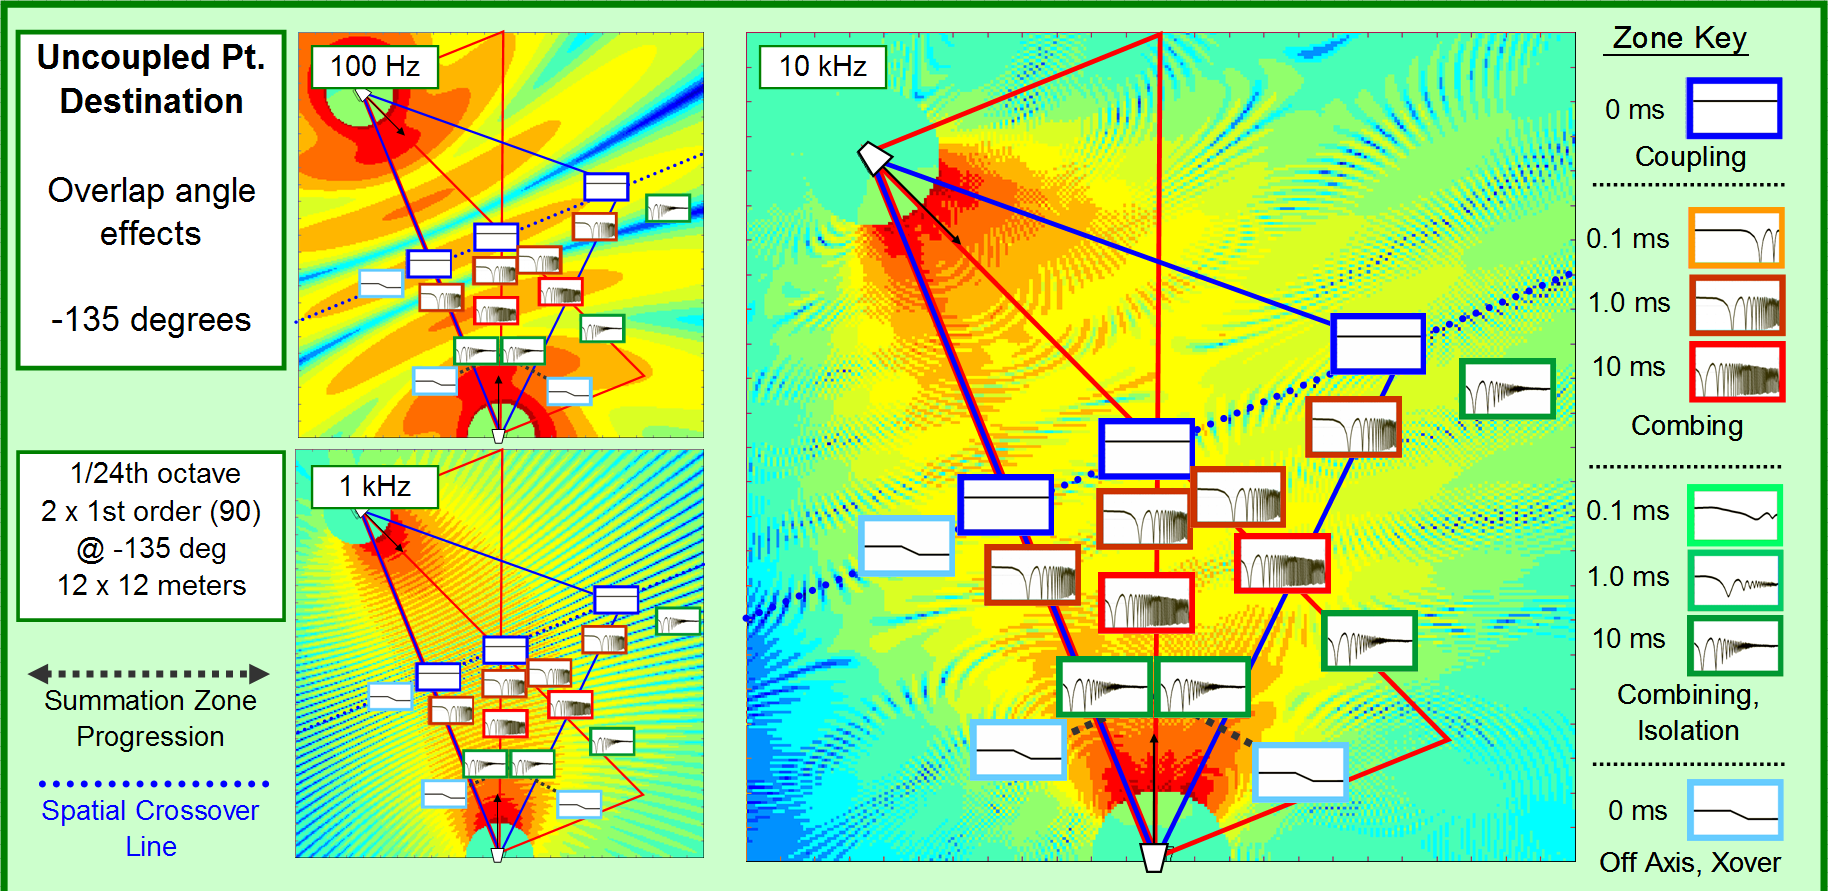 Uncoupled Pt.
Destination
Overlap angle
effects
-135 degrees
1/24th octave
2 x 1st order (90)
@ -135 deg
12 x 12 meters
Summation Zone
Progression
Spatial Crossover
Line
100 Hz
1 kHz
10 kHz
Zone Key
0 ms
Coupling
0.1 ms
1.0 ms
10 ms
Combing
0.1 ms
1.0 ms
10 ms
Combining,
Isolation
0 ms
Off Axis, Xover